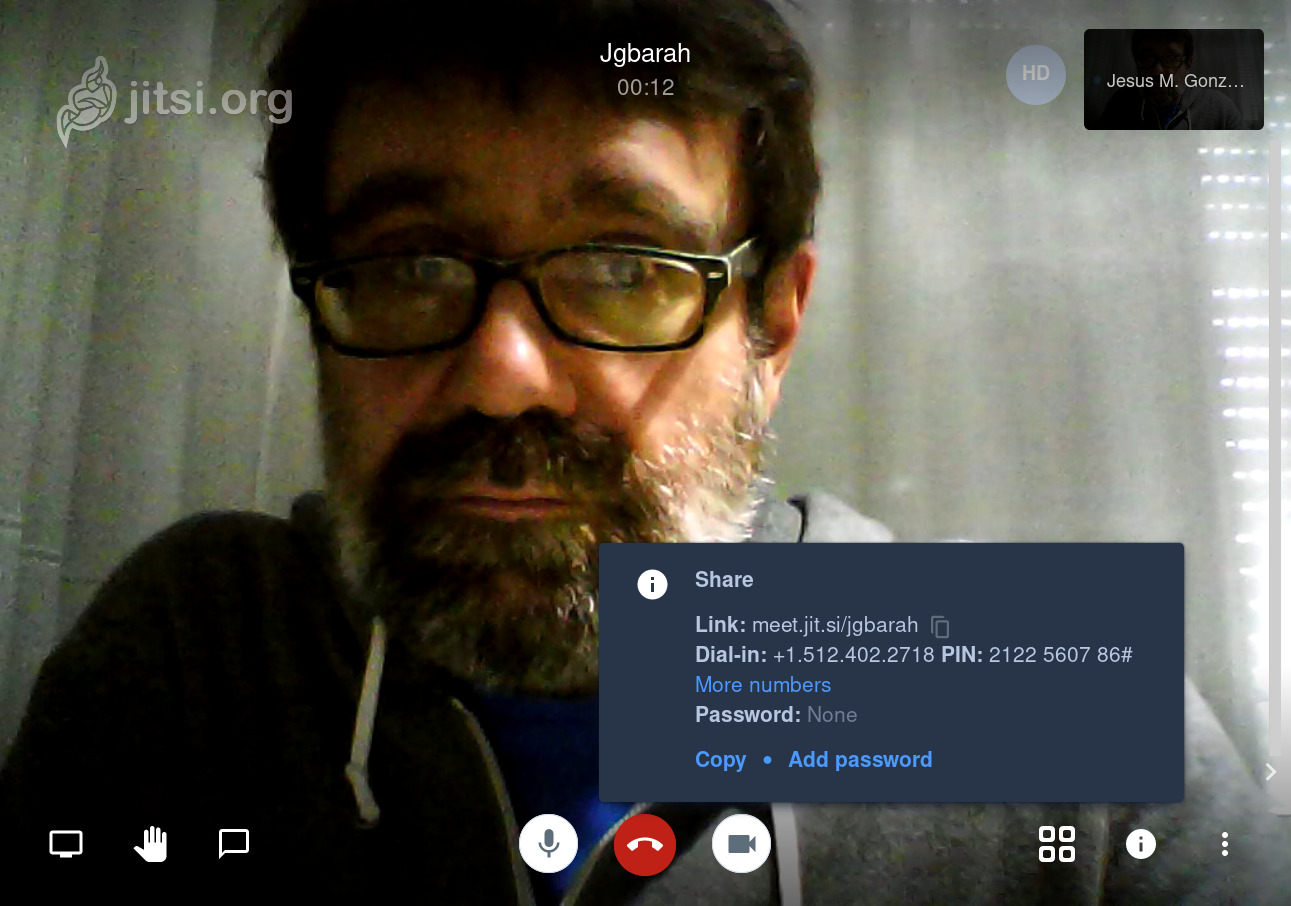 jitsi.org
Jgbarah
00:12
HD
Jesus M. Gonz…
Share
Link: meet.jit.si/jgbarah
Dial-in: +1.512.402.2718 PIN: 2122 5607 86#
More numbers
Password: None
Copy • Add password